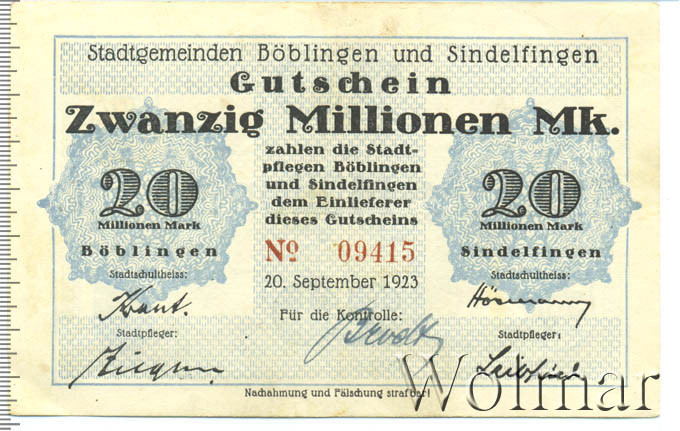 Stadtgemeinden Böblingen und Sindelfingen
Gutschein
Zwanzig Millionen Mk.
zahlen die Stadt-
pflegen Böblingen
und Sindelfingen
dem Einlieferer
dieses Gutscheins
20
Millionen Mark
Böblingen
Stadtschultheiss:
Kraut.
Stadtpfleger:
20
Millionen Mark
Sindelfingen
Stadtschultheiss:
Hörmann
Stadtpfleger:
No 09415
20. September 1923
Für die Kontrolle:
Nachahmung und Fälschung strafbar!
Wolmar